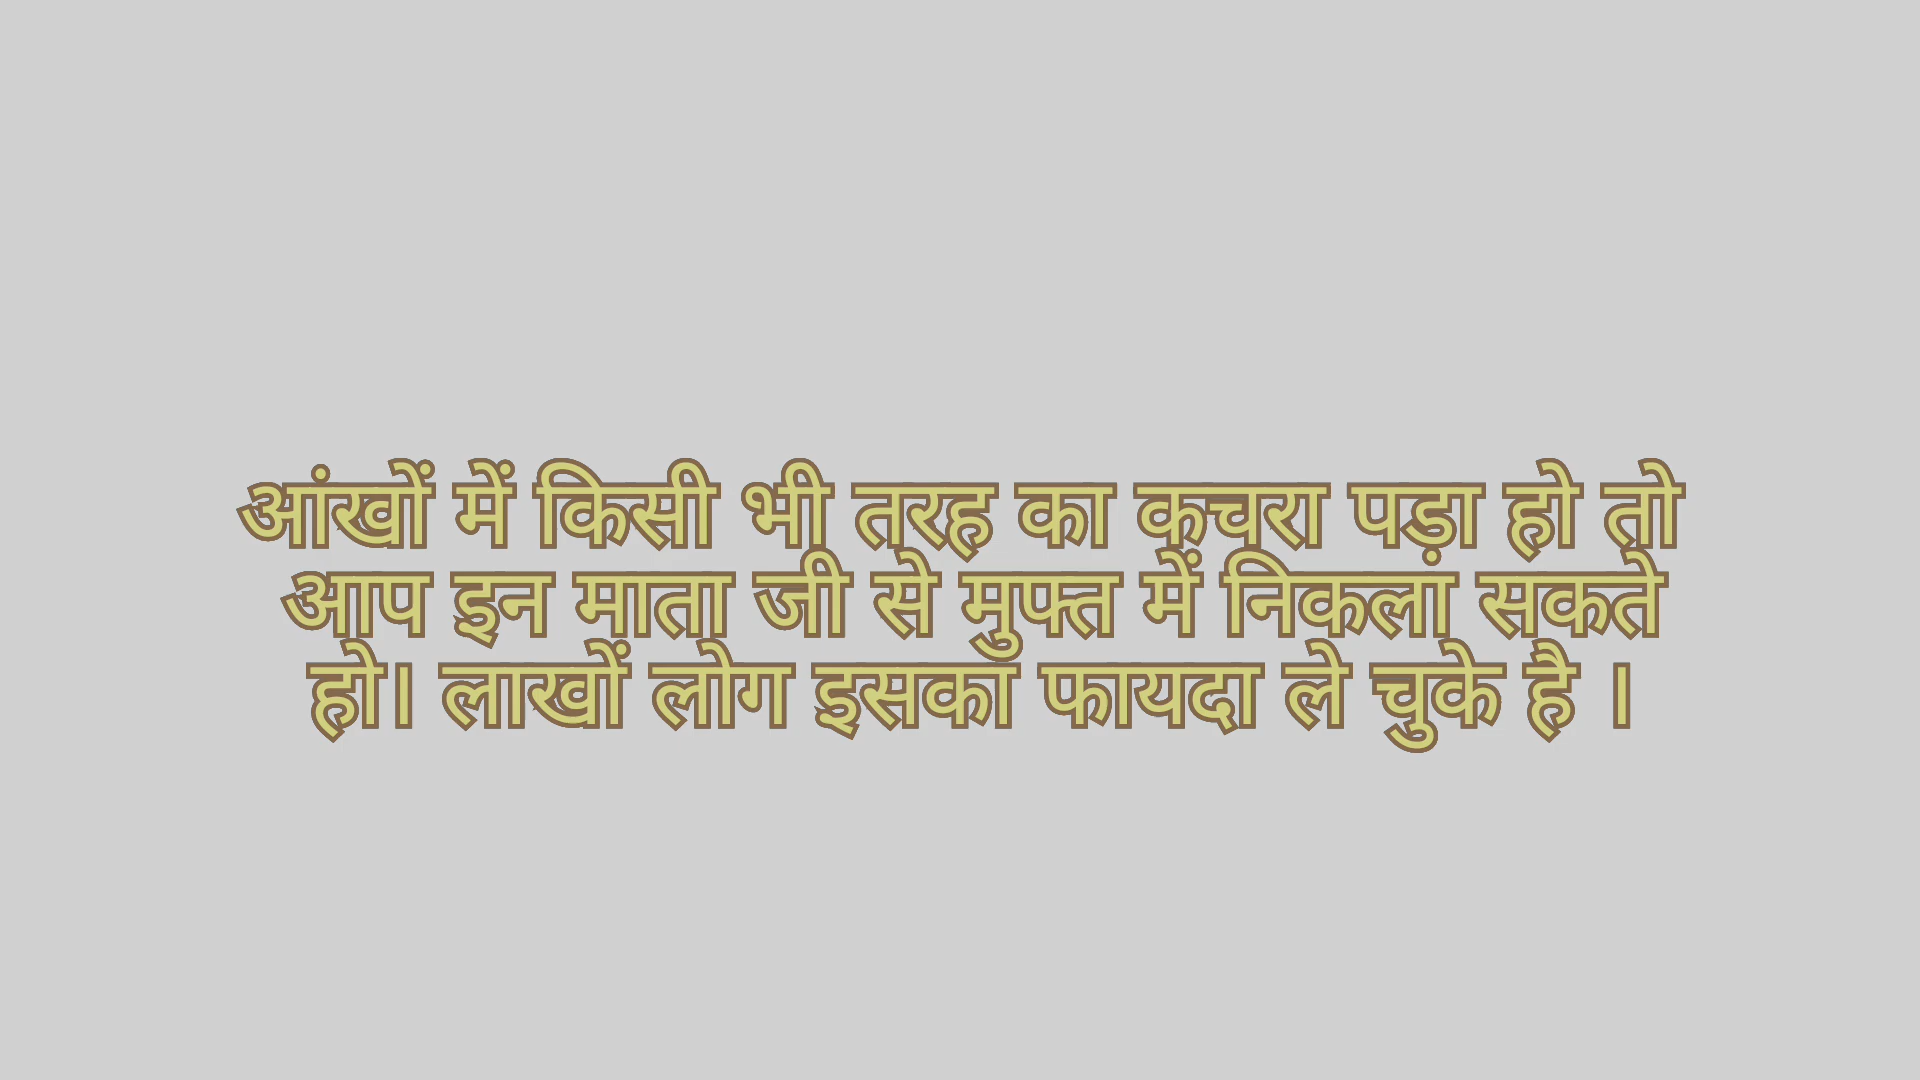 आंखों में किसी भी तरह का कचरा पड़ा हो तो
आप इन माता जी से मुफ्त में निकलां सकते
हो। लाखों लोग इसका फायदा ले चुके है ।